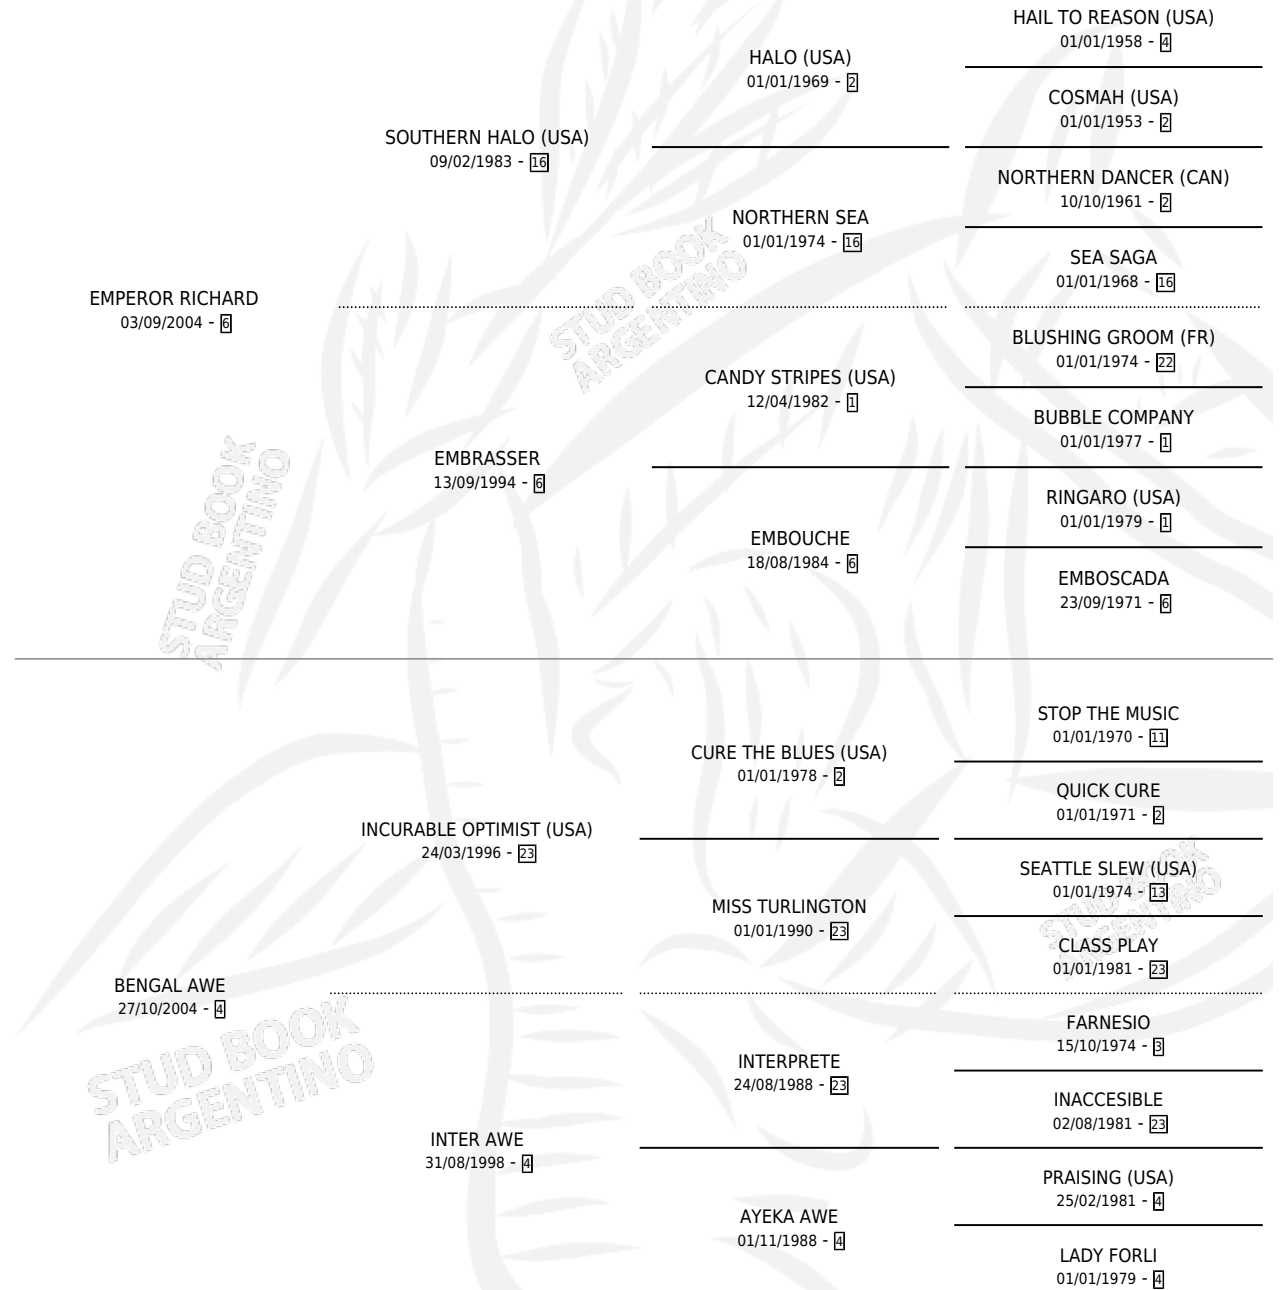 HAIL TO REASON (USA)
01/01/1958 - 4
HALO (USA)
01/01/1969 - 2
COSMAH (USA)
01/01/1953 - 2
SOUTHERN HALO (USA)
09/02/1983 - 16
NORTHERN DANCER (CAN)
10/10/1961 - 2
NORTHERN SEA
01/01/1974 - 16
SEA SAGA
01/01/1968 - 16
EMPEROR RICHARD
03/09/2004 - 6
STUD BOOK
ARGENTINO
BLUSHING GROOM (FR)
01/01/1974 - 22
CANDY STRIPES (USA)
12/04/1982 - 1
BUBBLE COMPANY
01/01/1977 - 1
EMBRASSER
13/09/1994 - 6
RINGARO (USA)
01/01/1979 - 1
EMBOUCHE
18/08/1984 - 6
EMBOSCADA
23/09/1971 - 6
STUD BOOK
ARGENTINO
STOP THE MUSIC
01/01/1970 - 11
CURE THE BLUES (USA)
01/01/1978 - 2
QUICK CURE
01/01/1971 - 2
INCURABLE OPTIMIST (USA)
24/03/1996 - 23
SEATTLE SLEW (USA)
01/01/1974 - 13
MISS TURLINGTON
01/01/1990 - 23
STUD BOOK
ARGENTINO
CLASS PLAY
01/01/1981 - 23
BENGAL AWE
27/10/2004 - 4
STUD BOOK
ARGENTINO
FARNESIO
15/10/1974 - 3
INTERPRETE
24/08/1988 - 23
INACCESIBLE
02/08/1981 - 23
INTER AWE
31/08/1998 - 4
PRAISING (USA)
25/02/1981 - 4
AYEKA AWE
01/11/1988 - 4
LADY FORLI
01/01/1979 - 4